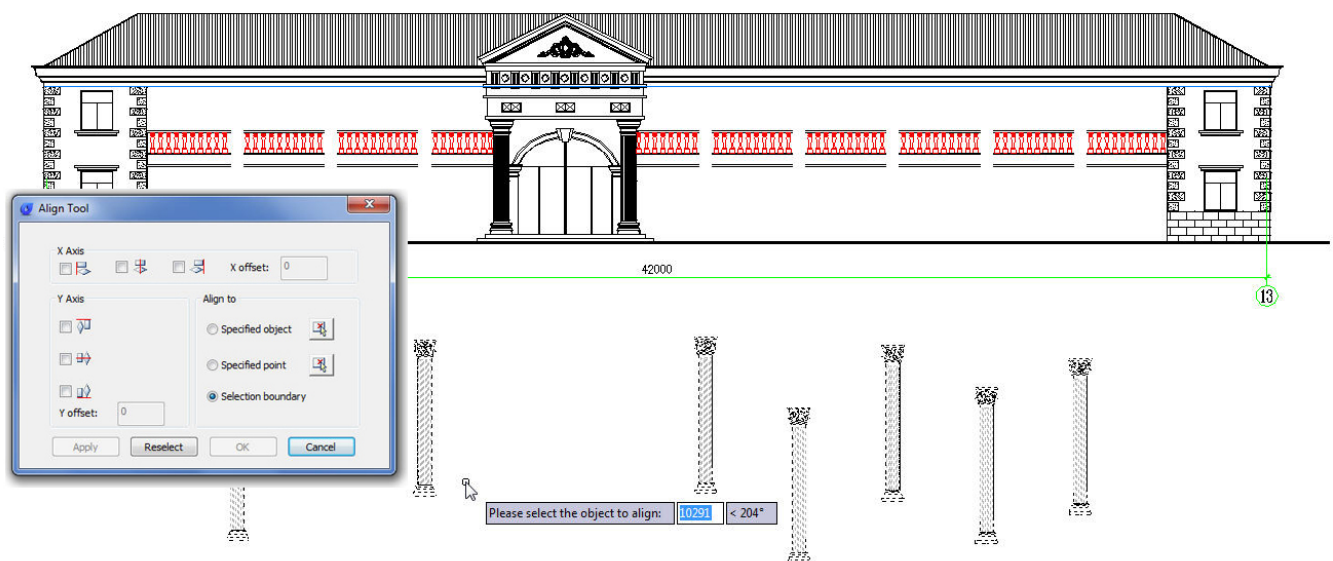 Align Tool
X Axis
X offset:
0
Y Axis
Align to
Specified object
Specified point
Selection boundary
Y offset:
0
Apply
Reselect
OK
Cancel
42000
13
Please select the object to align: 10291 < 204°